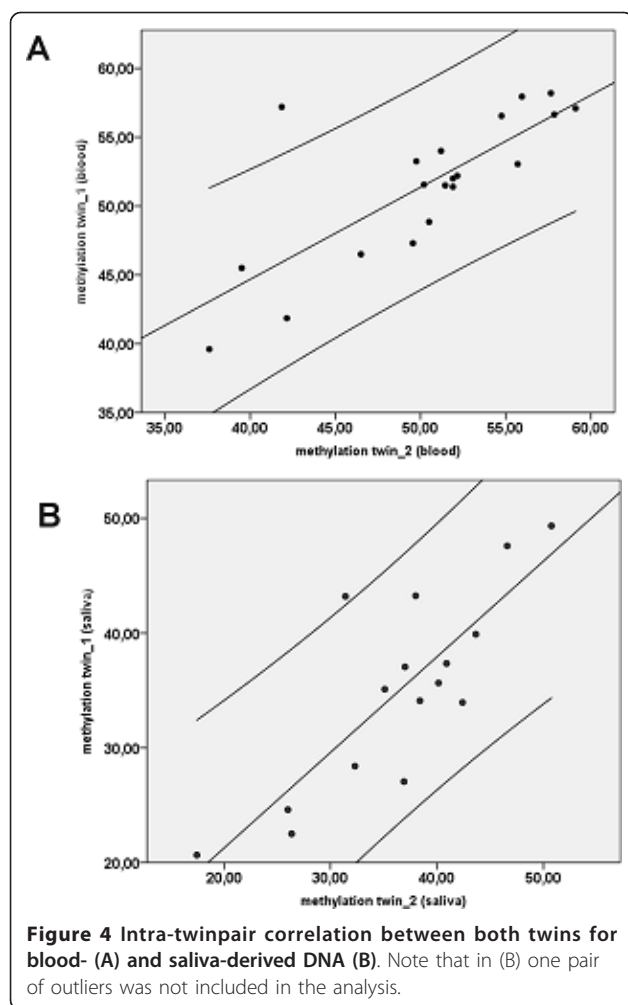 A
60,00
55,00
50,00
45,00
40,00
35,00
methylation twin_1 (blood)
35,00 40,00 45,00 50,00 55,00 60,00
methylation twin_2 (blood)
B
50,00
40,00
30,00
20,00
methylation twin_1 (saliva)
20,00 30,00 40,00 50,00
methylation twin_2 (saliva)
Figure 4 Intra-twinpair correlation between both twins for
blood- (A) and saliva-derived DNA (B). Note that in (B) one pair
of outliers was not included in the analysis.